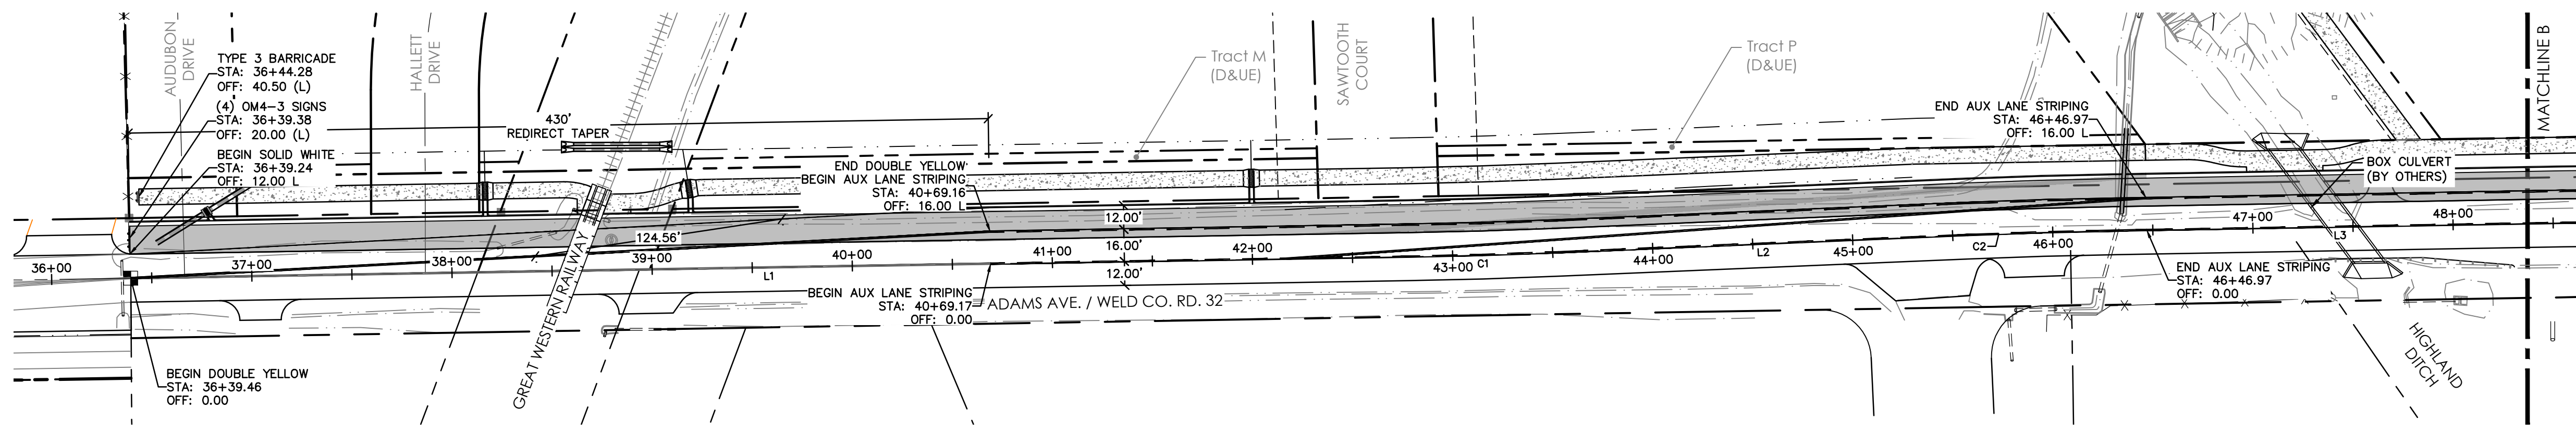 AUDUBON
DRIVE
HALLETT
DRIVE
TYPE 3 BARRICADE
STA: 36+44.28
OFF: 40.50 (L)
(4) OM4-3 SIGNS
STA: 36+39.38
OFF: 20.00 (L)
BEGIN SOLID WHITE
STA: 36+39.24
OFF: 12.00 L
430'
REDIRECT TAPER
Tract M
(D&UE)
SAWTOOTH
COURT
Tract P
(D&UE)
END DOUBLE YELLOW
BEGIN AUX LANE STRIPING
STA: 40+69.16
OFF: 16.00 L
END AUX LANE STRIPING
STA: 46+46.97
OFF: 16.00 L
BOX CULVERT
(BY OTHERS)
MATCHLINE B
12.00'
16.00'
12.00'
124.56'
36+00
37+00
38+00
39+00
40+00
41+00
42+00
43+00
44+00
45+00
46+00
47+00
48+00
L1
C1
L2
C2
L3
GREAT WESTERN RAILWAY
BEGIN AUX LANE STRIPING
STA: 40+69.17
OFF: 0.00
ADAMS AVE. / WELD CO. RD. 32
END AUX LANE STRIPING
STA: 46+46.97
OFF: 0.00
HIGHLAND
DITCH
BEGIN DOUBLE YELLOW
STA: 36+39.46
OFF: 0.00